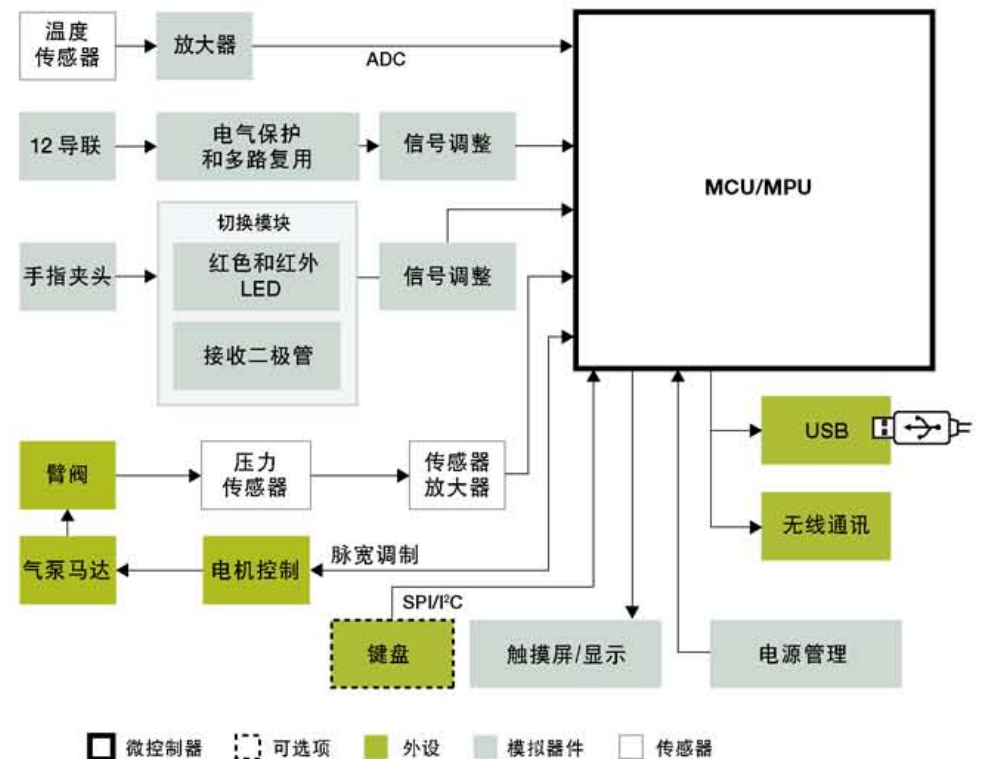 温度
传感器
放大器
ADC
12 导联
电气保护
和多路复用
信号调整
MCU/MPU
切换模块
红色和红外
LED
接收二极管
手指夹头
信号调整
臂阀
压力
传感器
传感器
放大器
USB
无线通讯
气泵马达
电机控制
脉宽调制
SPI/I²C
键盘
触摸屏/显示
电源管理
微控制器
可选项
外设
模拟器件
传感器